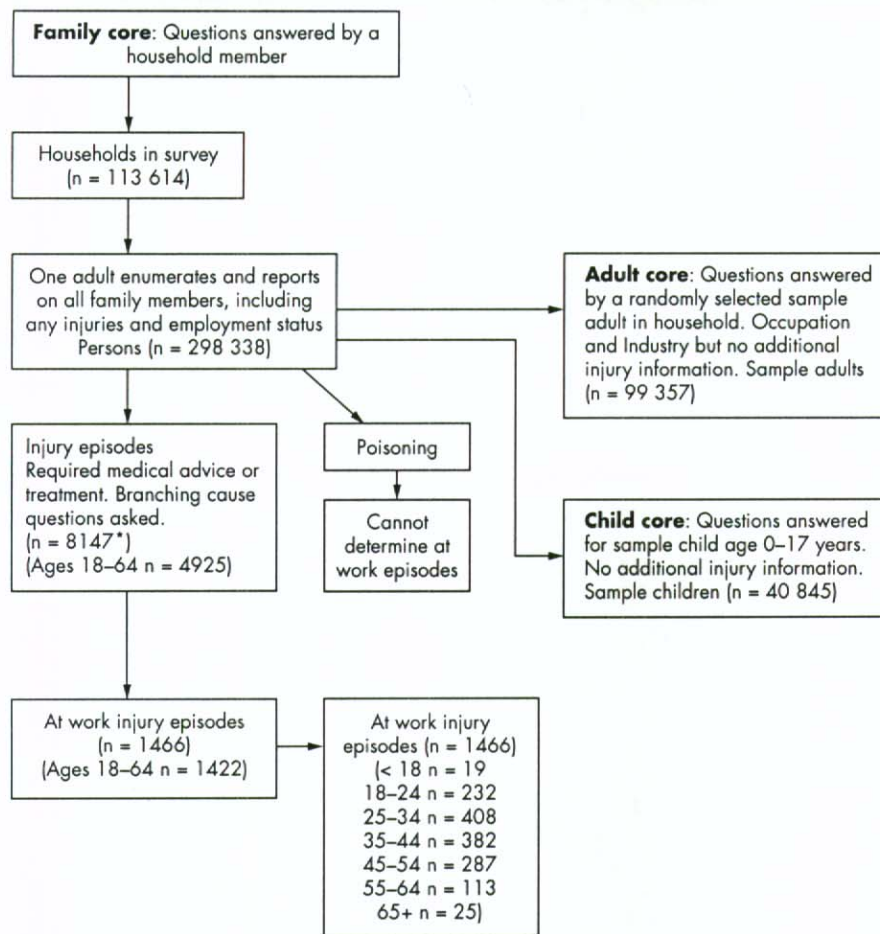 Family core: Questions answered by a
household member
Households in survey
(n = 113 614)
One adult enumerates and reports
on all family members, including
any injuries and employment status
Persons (n = 298 338)
Adult core: Questions answered
by a randomly selected sample
adult in household. Occupation
and Industry but no additional
injury information. Sample adults
(n = 99 357)
Injury episodes
Required medical advice or
treatment. Branching cause
questions asked.
(n = 8147*)
(Ages 18–64 n = 4925)
Poisoning
Cannot
determine at
work episodes
Child core: Questions answered
for sample child age 0–17 years.
No additional injury information.
Sample children (n = 40 845)
At work injury episodes
(n = 1466)
(Ages 18–64 n = 1422)
At work injury
episodes (n = 1466)
(< 18 n = 19
18–24 n = 232
25–34 n = 408
35–44 n = 382
45–54 n = 287
55–64 n = 113
65+ n = 25)